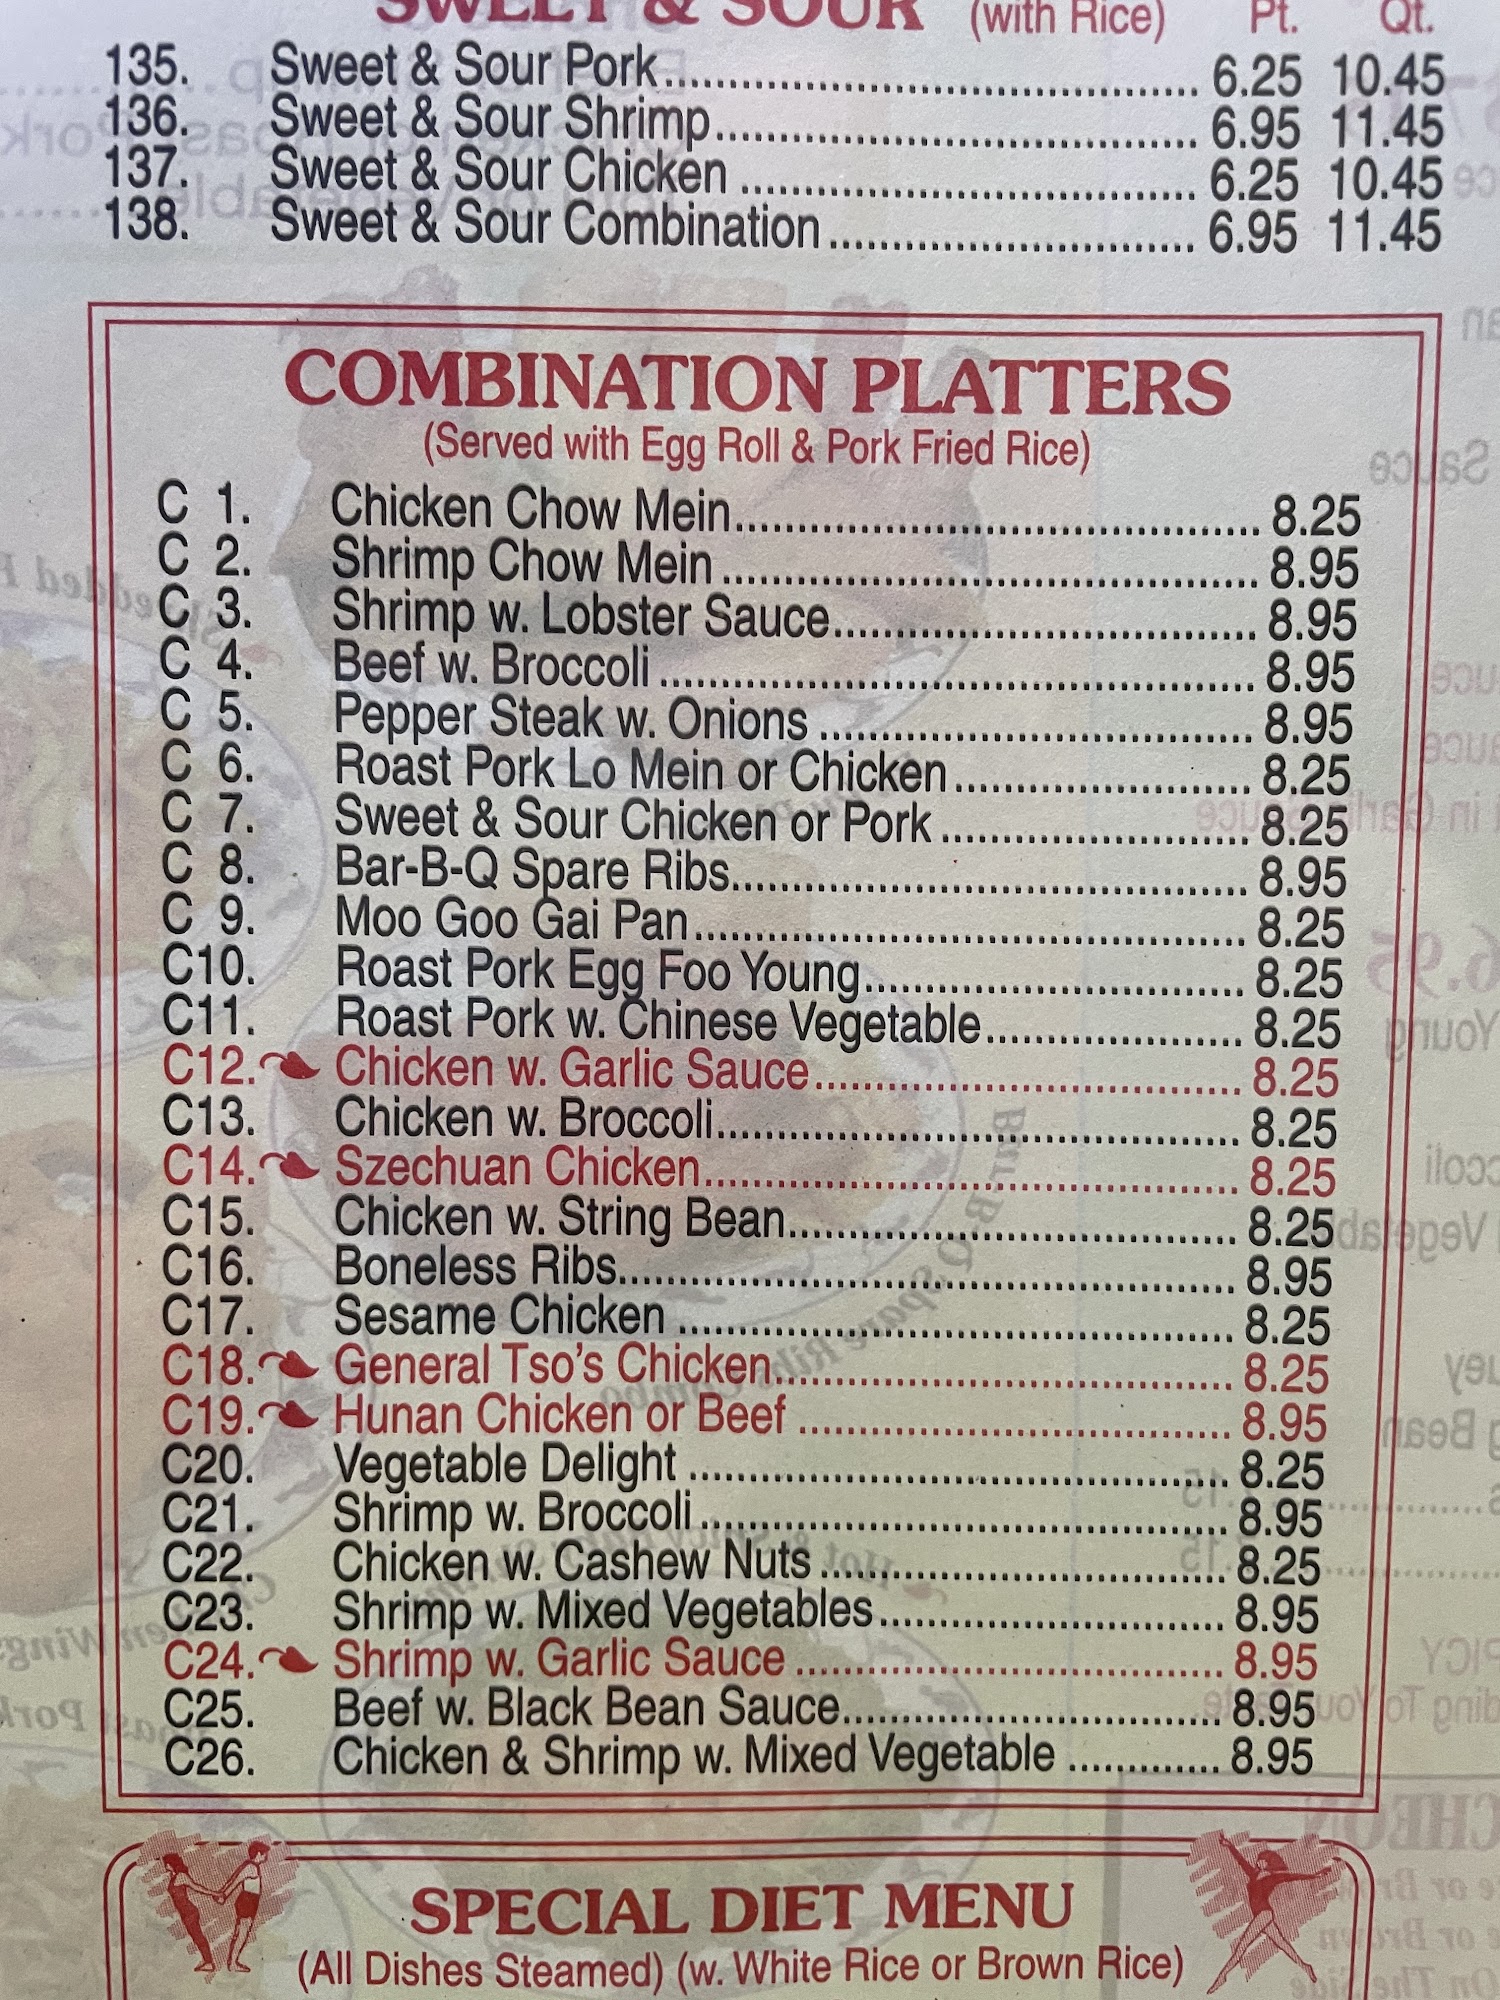 SWEET & SOUR (with Rice) Pt. Qt.
135. Sweet & Sour Pork 6.25 10.45
136. Sweet & Sour Shrimp 6.95 11.45
137. Sweet & Sour Chicken 6.25 10.45
138. Sweet & Sour Combination 6.95 11.45
COMBINATION PLATTERS
(Served with Egg Roll & Pork Fried Rice)
C 1. Chicken Chow Mein 8.25
C 2. Shrimp Chow Mein 8.95
C 3. Shrimp w. Lobster Sauce 8.95
C 4. Beef w. Broccoli 8.95
C 5. Pepper Steak w. Onions 8.95
C 6. Roast Pork Lo Mein or Chicken 8.25
C 7. Sweet & Sour Chicken or Pork 8.25
C 8. Bar-B-Q Spare Ribs 8.95
C 9. Moo Goo Gai Pan 8.25
C10. Roast Pork Egg Foo Young 8.25
C11. Roast Pork w. Chinese Vegetable 8.25
C12. Chicken w. Garlic Sauce 8.25
C13. Chicken w. Broccoli 8.25
C14. Szechuan Chicken 8.25
C15. Chicken w. String Bean 8.25
C16. Boneless Ribs 8.95
C17. Sesame Chicken 8.25
C18. General Tso's Chicken 8.25
C19. Hunan Chicken or Beef 8.95
C20. Vegetable Delight 8.25
C21. Shrimp w. Broccoli 8.95
C22. Chicken w. Cashew Nuts 8.25
C23. Shrimp w. Mixed Vegetables 8.95
C24. Shrimp w. Garlic Sauce 8.95
C25. Beef w. Black Bean Sauce 8.95
C26. Chicken & Shrimp w. Mixed Vegetable 8.95
SPECIAL DIET MENU
(All Dishes Steamed) (w. White Rice or Brown Rice)